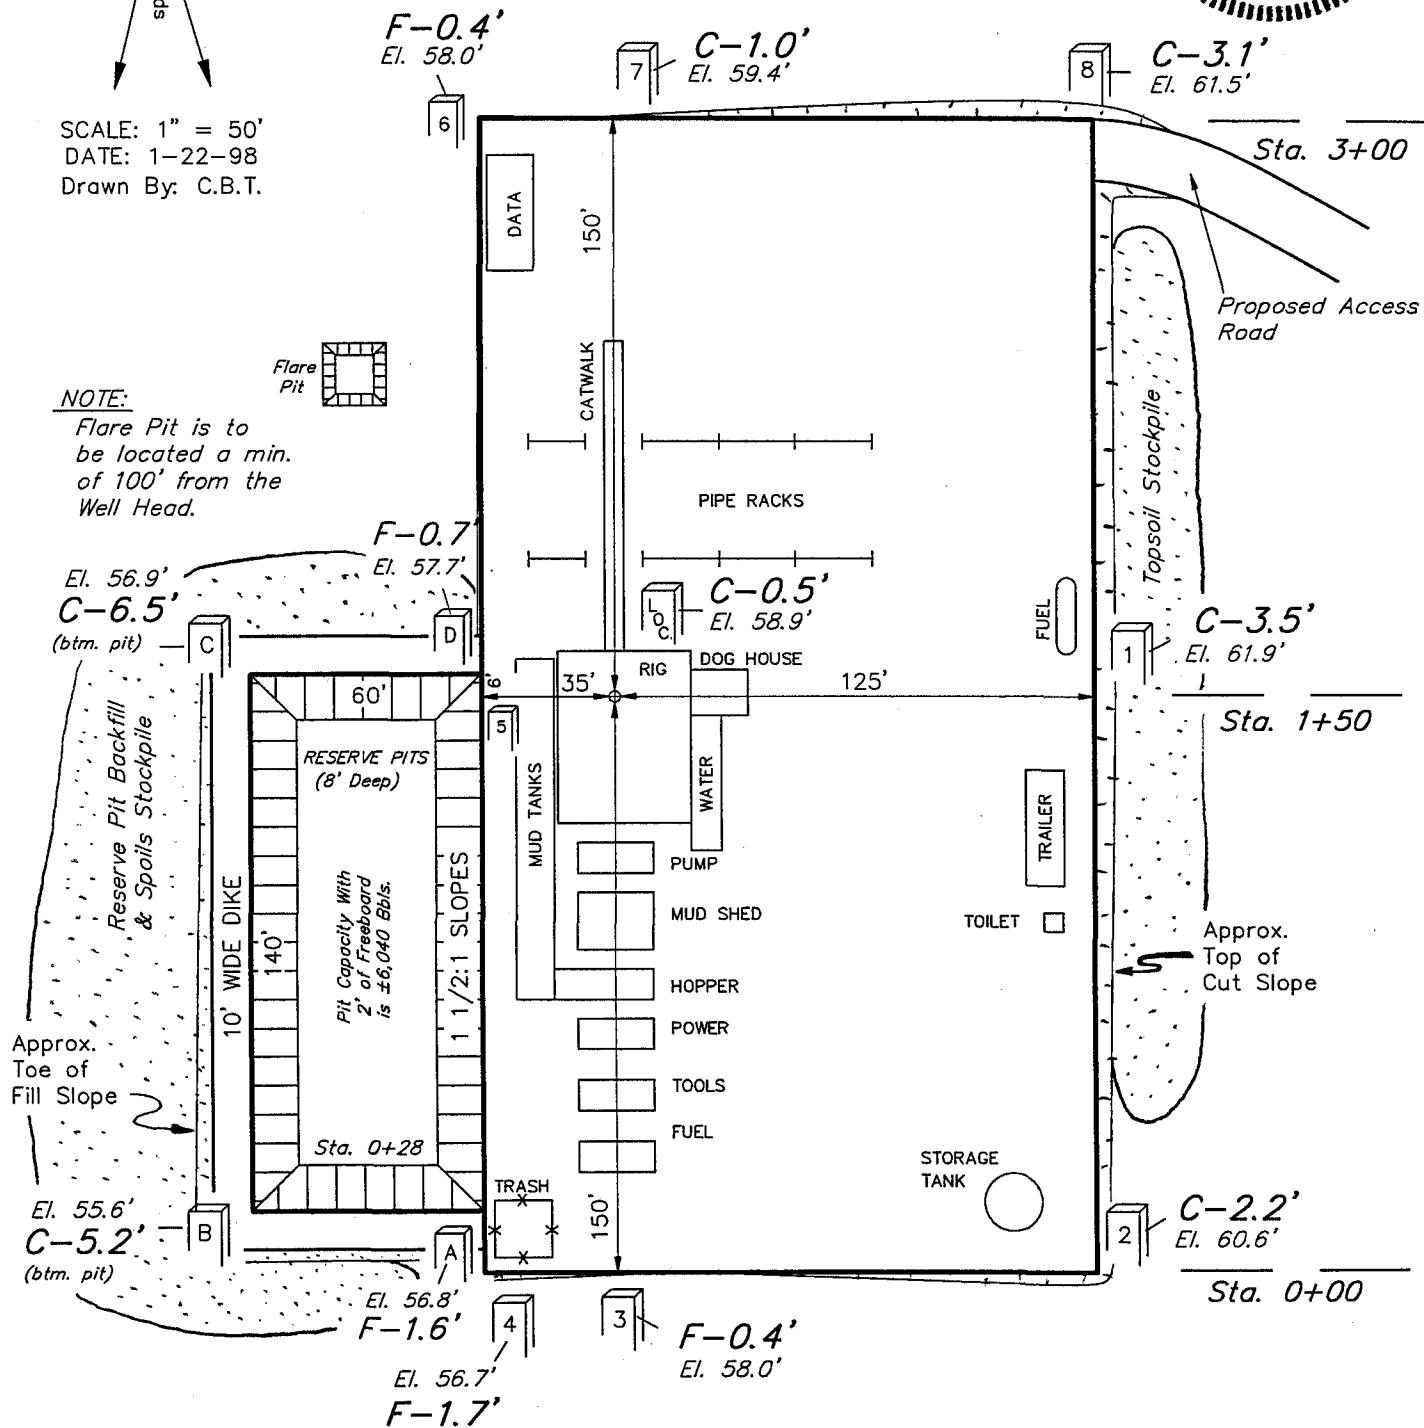 F-0.4'
El. 58.0'
6
7
C-1.0'
El. 59.4'
8
C-3.1'
El. 61.5'
SCALE: 1" = 50'
DATE: 1-22-98
Drawn By: C.B.T.
Sta. 3+00
DATA
150'
Proposed Access
Road
Flare
Pit
CATWALK
NOTE:
Flare Pit is to
be located a min.
of 100' from the
Well Head.
PIPE RACKS
Topsoil Stockpile
F-0.7'
El. 57.7'
D
El. 56.9'
C-6.5'
(btm. pit)
C
LOC.
C-0.5'
El. 58.9'
FUEL
C-3.5'
El. 61.9'
1
RIG
DOG HOUSE
60'
6'
35'
125'
Sta. 1+50
5
Reserve Pit Backfill
& Spoils Stockpile
RESERVE PITS
(8' Deep)
MUD TANKS
WATER
TRAILER
PUMP
10' WIDE DIKE
140'
Pit Capacity With
2' of Freeboard
is ±6,040 Bbls.
1 1/2:1 SLOPES
MUD SHED
TOILET
Approx.
Top of
Cut Slope
HOPPER
POWER
Approx.
Toe of
Fill Slope
TOOLS
FUEL
Sta. 0+28
STORAGE
TANK
TRASH
El. 55.6'
C-5.2'
(btm. pit)
B
A
El. 56.8'
F-1.6'
150'
2
C-2.2'
El. 60.6'
Sta. 0+00
4
El. 56.7'
F-1.7'
3
F-0.4'
El. 58.0'